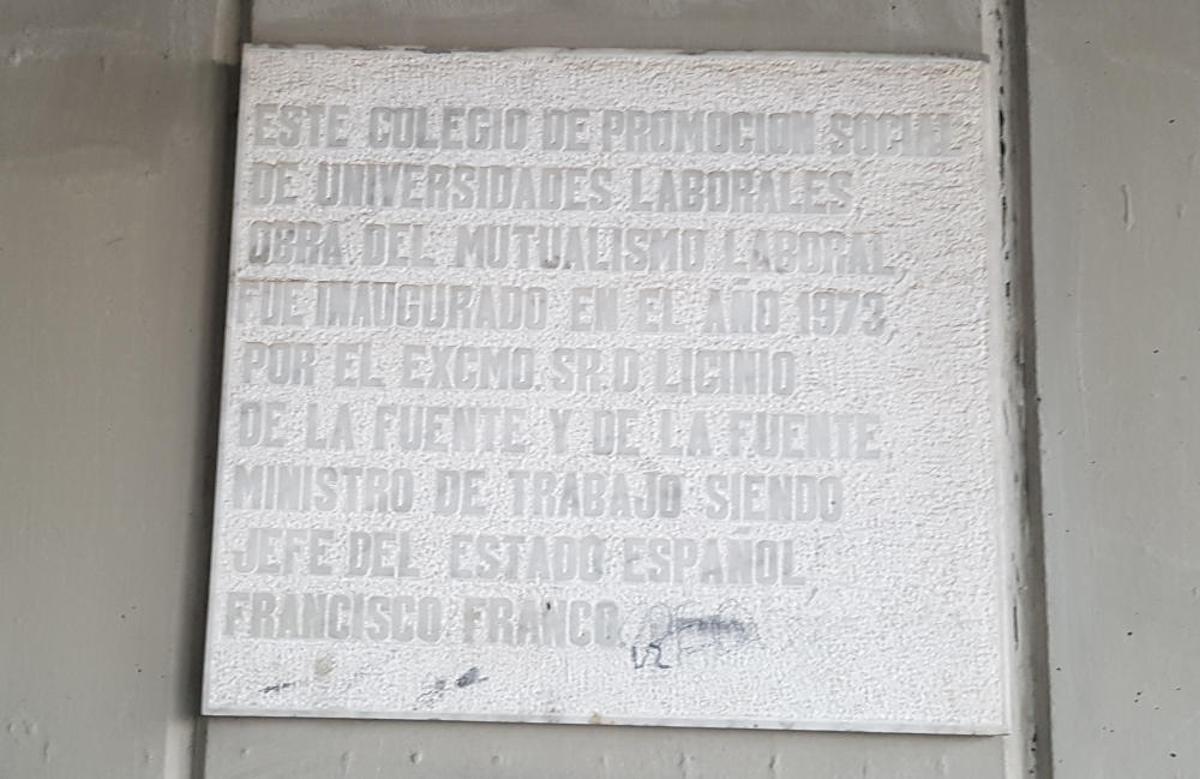 ESTE COLEGIO DE PROMOCION SOCIAL
DE UNIVERSIDADES LABORALES,
OBRA DEL MUTUALISMO LABORAL,
FUE INAUGURADO EN EL AÑO 1973,
POR EL EXCMO. SR. D LICINIO
DE LA FUENTE Y DE LA FUENTE,
MINISTRO DE TRABAJO SIENDO
JEFE DEL ESTADO ESPAÑOL,
FRANCISCO FRANCO.